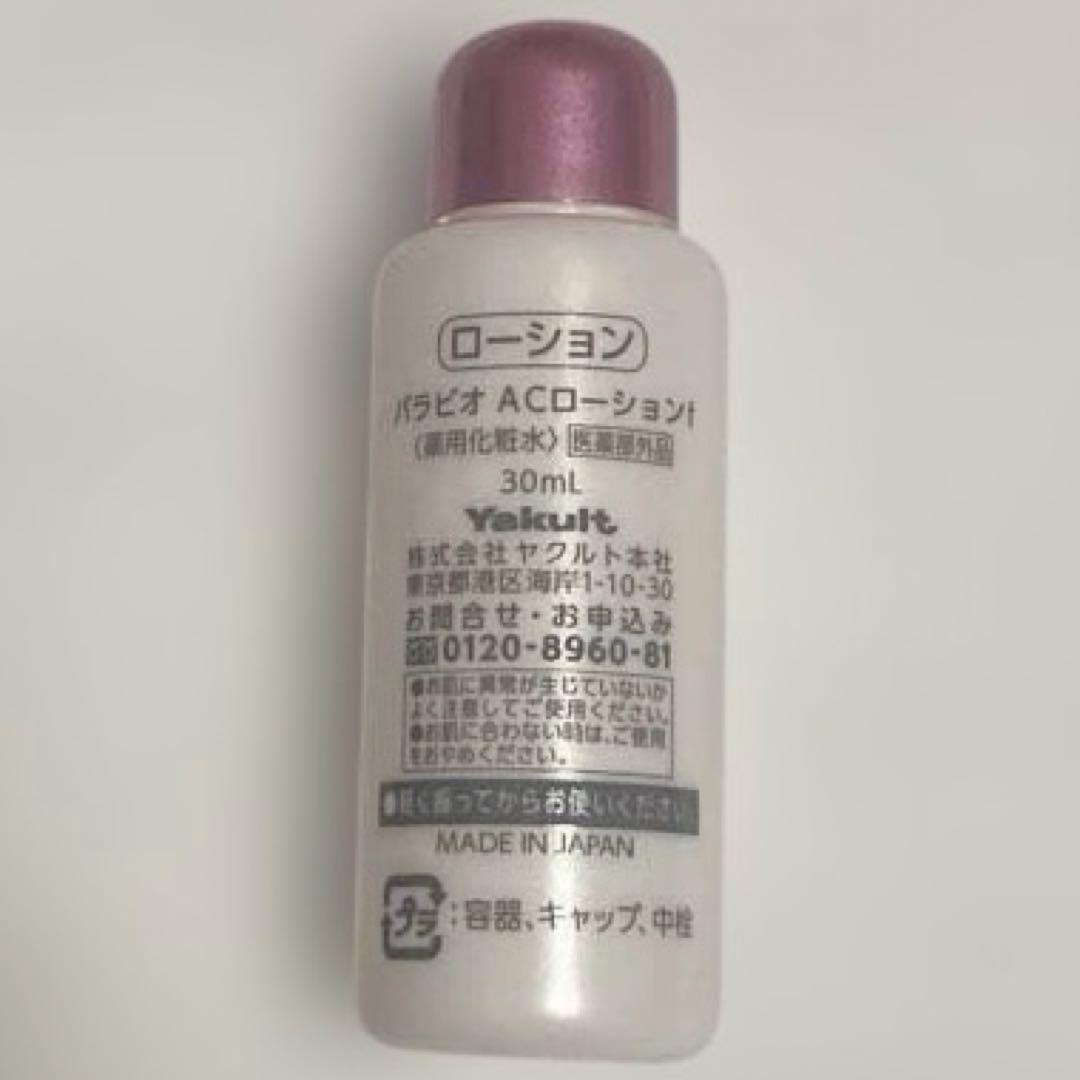 ローション
パラビオ ACローションf
〈薬用化粧水〉 医薬部外品
30mL
Yakult
株式会社ヤクルト本社
東京都港区海岸1-10-30
お問合せ・お申込み
0120-8960-81
●お肌に異常が生じていないか
よく注意してご使用ください。
●お肌に合わない時は、ご使用
をおやめください。
●軽く振ってからお使いください
MADE IN JAPAN
プラ:容器、キャップ、中栓